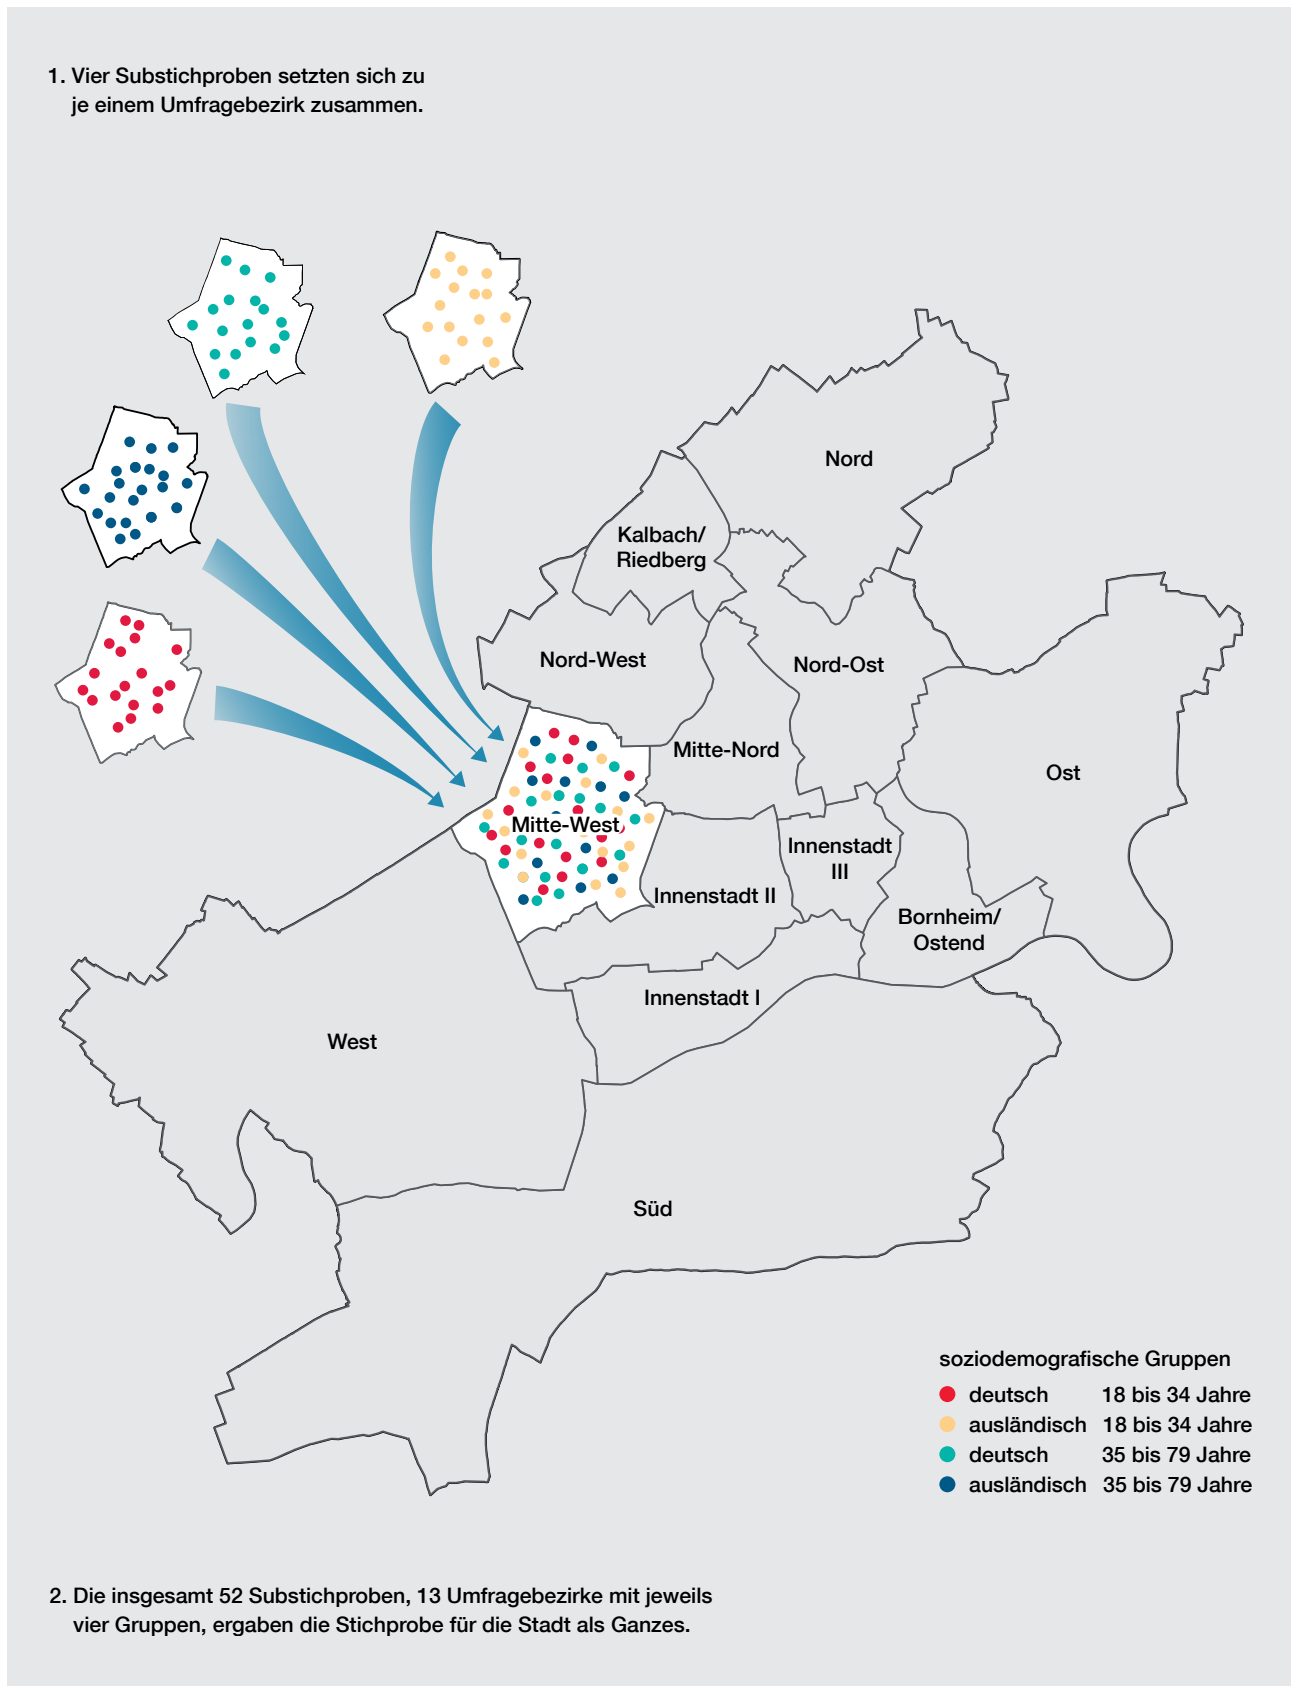 1. Vier Substichproben setzten sich zu
je einem Umfragebezirk zusammen.
Nord
Kalbach/
Riedberg
Nord-West
Nord-Ost
Mitte-Nord
Ost
Mitte-West
Innenstadt
III
Innenstadt II
Bornheim/
Ostend
Innenstadt I
West
Süd
soziodemografische Gruppen
deutsch 18 bis 34 Jahre
ausländisch 18 bis 34 Jahre
deutsch 35 bis 79 Jahre
ausländisch 35 bis 79 Jahre
2. Die insgesamt 52 Substichproben, 13 Umfragebezirke mit jeweils
vier Gruppen, ergaben die Stichprobe für die Stadt als Ganzes.